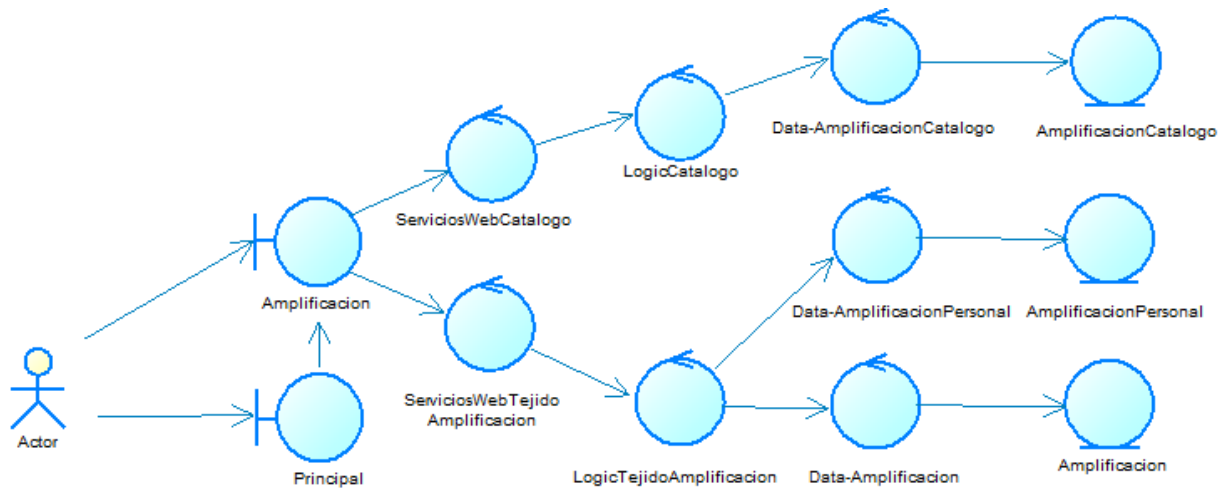 Data-AmplificacionCatalogo
AmplificacionCatalogo
LogicCatalogo
ServiciosWebCatalogo
Amplificacion
Data-AmplificacionPersonal
AmplificacionPersonal
ServiciosWebTejido
Amplificacion
Actor
Principal
LogicTejidoAmplificacion
Data-Amplificacion
Amplificacion